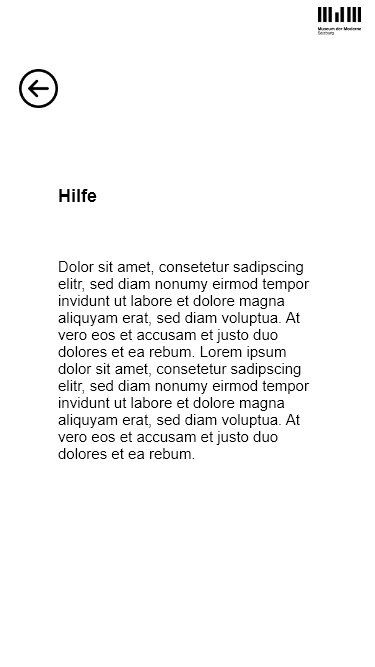 Museum der Moderne
Salzburg
Hilfe
Dolor sit amet, consetetur sadipscing
elitr, sed diam nonumy eirmod tempor
invidunt ut labore et dolore magna
aliquyam erat, sed diam voluptua. At
vero eos et accusam et justo duo
dolores et ea rebum. Lorem ipsum
dolor sit amet, consetetur sadipscing
elitr, sed diam nonumy eirmod tempor
invidunt ut labore et dolore magna
aliquyam erat, sed diam voluptua. At
vero eos et accusam et justo duo
dolores et ea rebum.